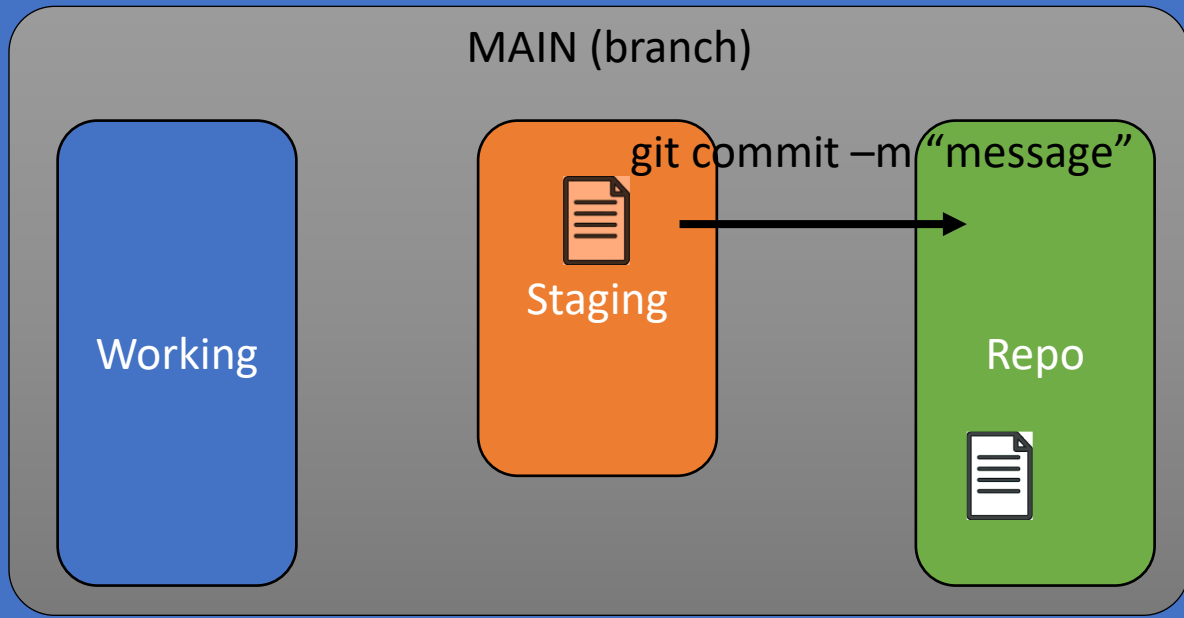 MAIN (branch)
git commit –m “message”
Staging
Working
Repo